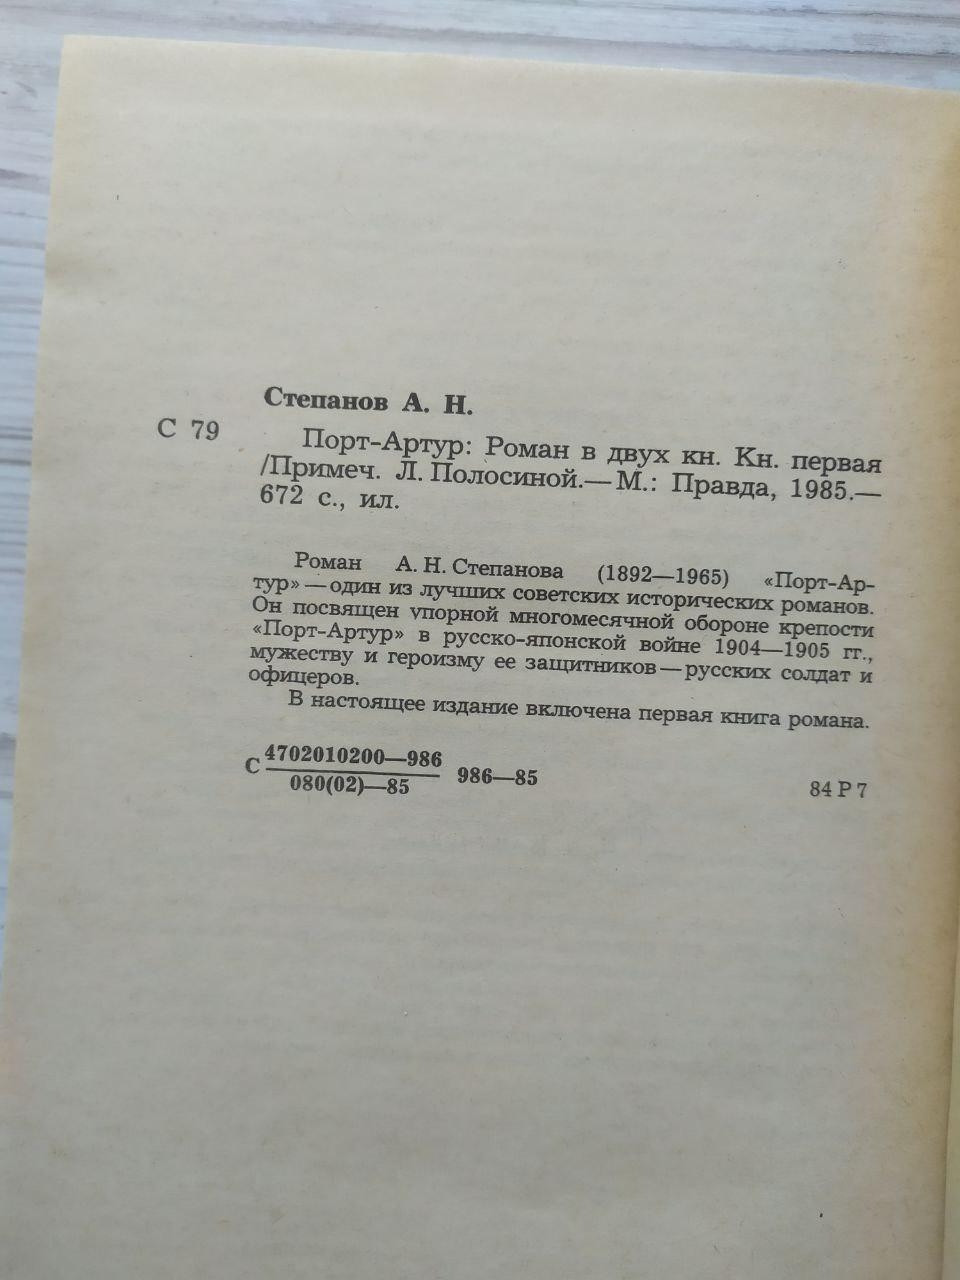 Степанов А. Н.
С 79
Порт-Артур: Роман в двух кн. Кн. первая
/Примеч. Л. Полосиной.—М.: Правда, 1985.—
672 с., ил.
Роман А. Н. Степанова (1892—1965) «Порт-Ар-
тур» — один из лучших советских исторических романов.
Он посвящен упорной многомесячной обороне крепости
«Порт-Артур» в русско-японской войне 1904—1905 гг.,
мужеству и героизму ее защитников — русских солдат и
офицеров.
В настоящее издание включена первая книга романа.
С 4702010200—986
080(02)—85
986—85
84 Р 7